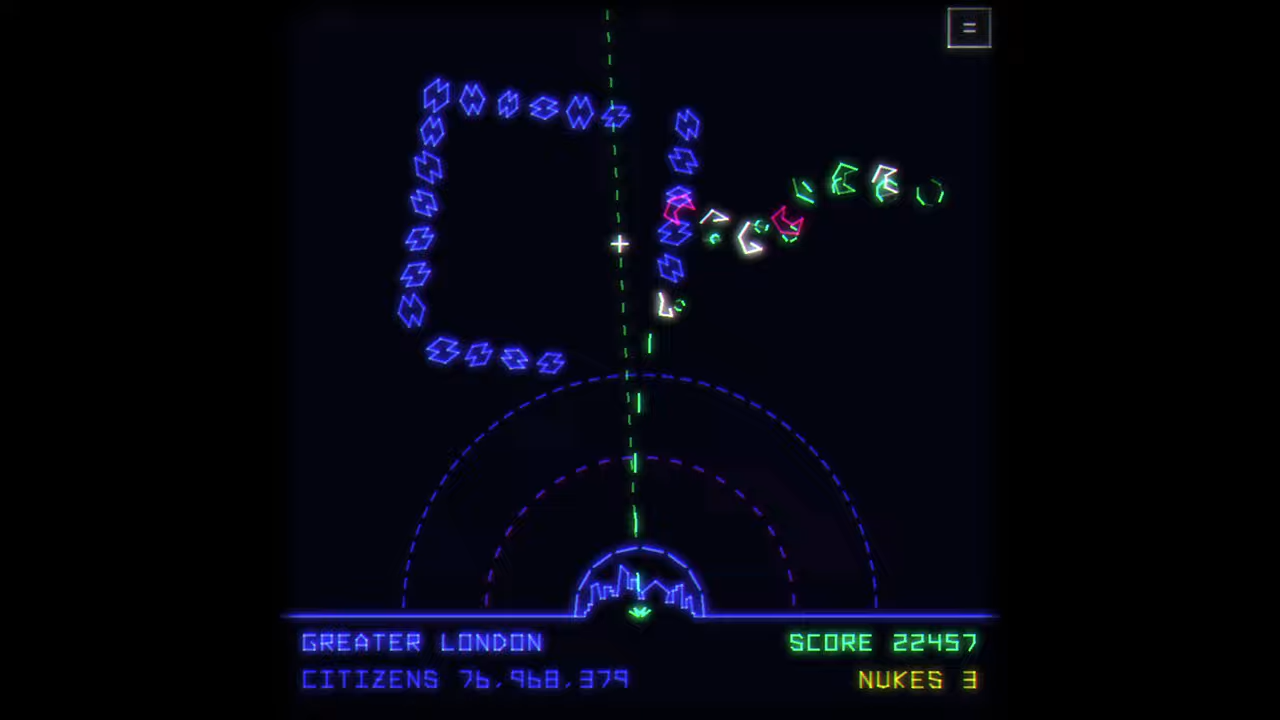 GREATER LONDON
SCORE 22457
CITIZENS 76,968,379
NUKES 3